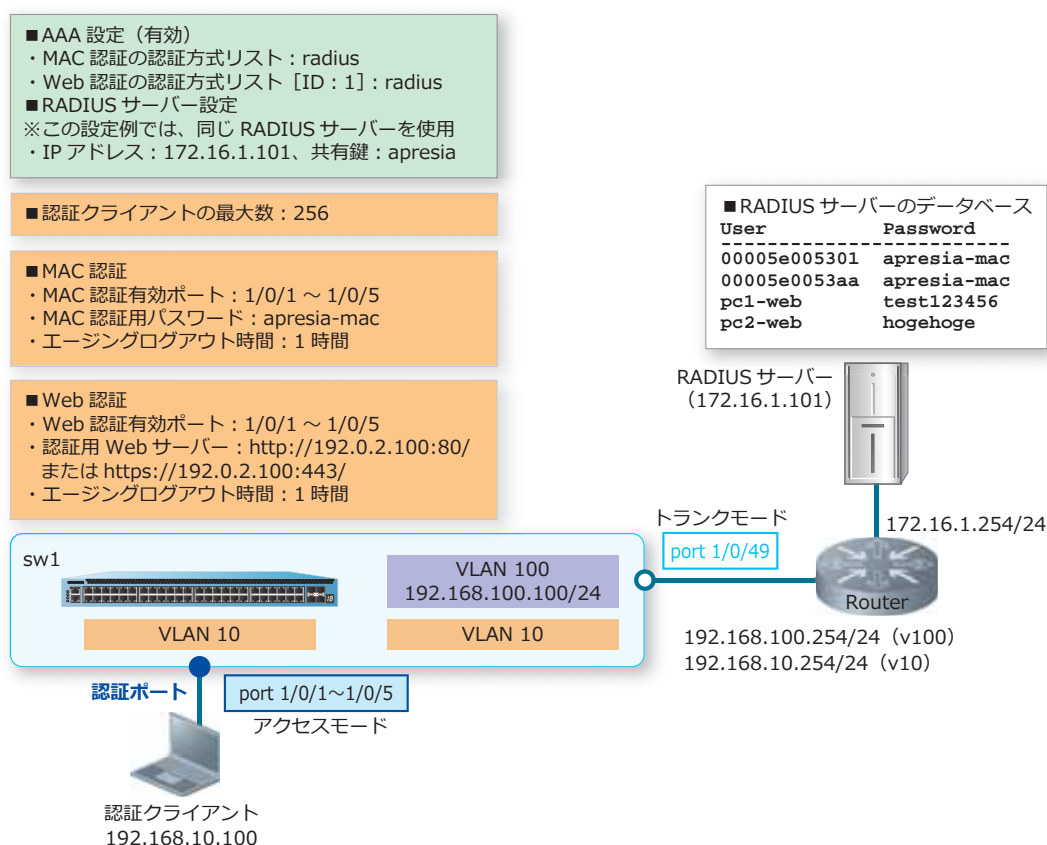 ■AAA 設定（有効）
・MAC 認証の認証方式リスト：radius
・Web 認証の認証方式リスト［ID：1］：radius
■RADIUS サーバー設定
※この設定例では、同じ RADIUS サーバーを使用
・IP アドレス：172.16.1.101、共有鍵：apresia
■認証クライアントの最大数：256
■MAC 認証
・MAC 認証有効ポート：1/0/1 ～ 1/0/5
・MAC 認証用パスワード：apresia-mac
・エージングログアウト時間：1 時間
■Web 認証
・Web 認証有効ポート：1/0/1 ～ 1/0/5
・認証用 Web サーバー：http://192.0.2.100:80/
または https://192.0.2.100:443/
・エージングログアウト時間：1 時間
■RADIUS サーバーのデータベース
User Password
-------------------------
00005e005301 apresia-mac
00005e0053aa apresia-mac
pc1-web test123456
pc2-web hogehoge
RADIUS サーバー
（172.16.1.101）
172.16.1.254/24
トランクモード
port 1/0/49
Router
192.168.100.254/24（v100）
192.168.10.254/24（v10）
sw1
VLAN 100
192.168.100.100/24
VLAN 10
VLAN 10
認証ポート
port 1/0/1～1/0/5
アクセスモード
認証クライアント
192.168.10.100